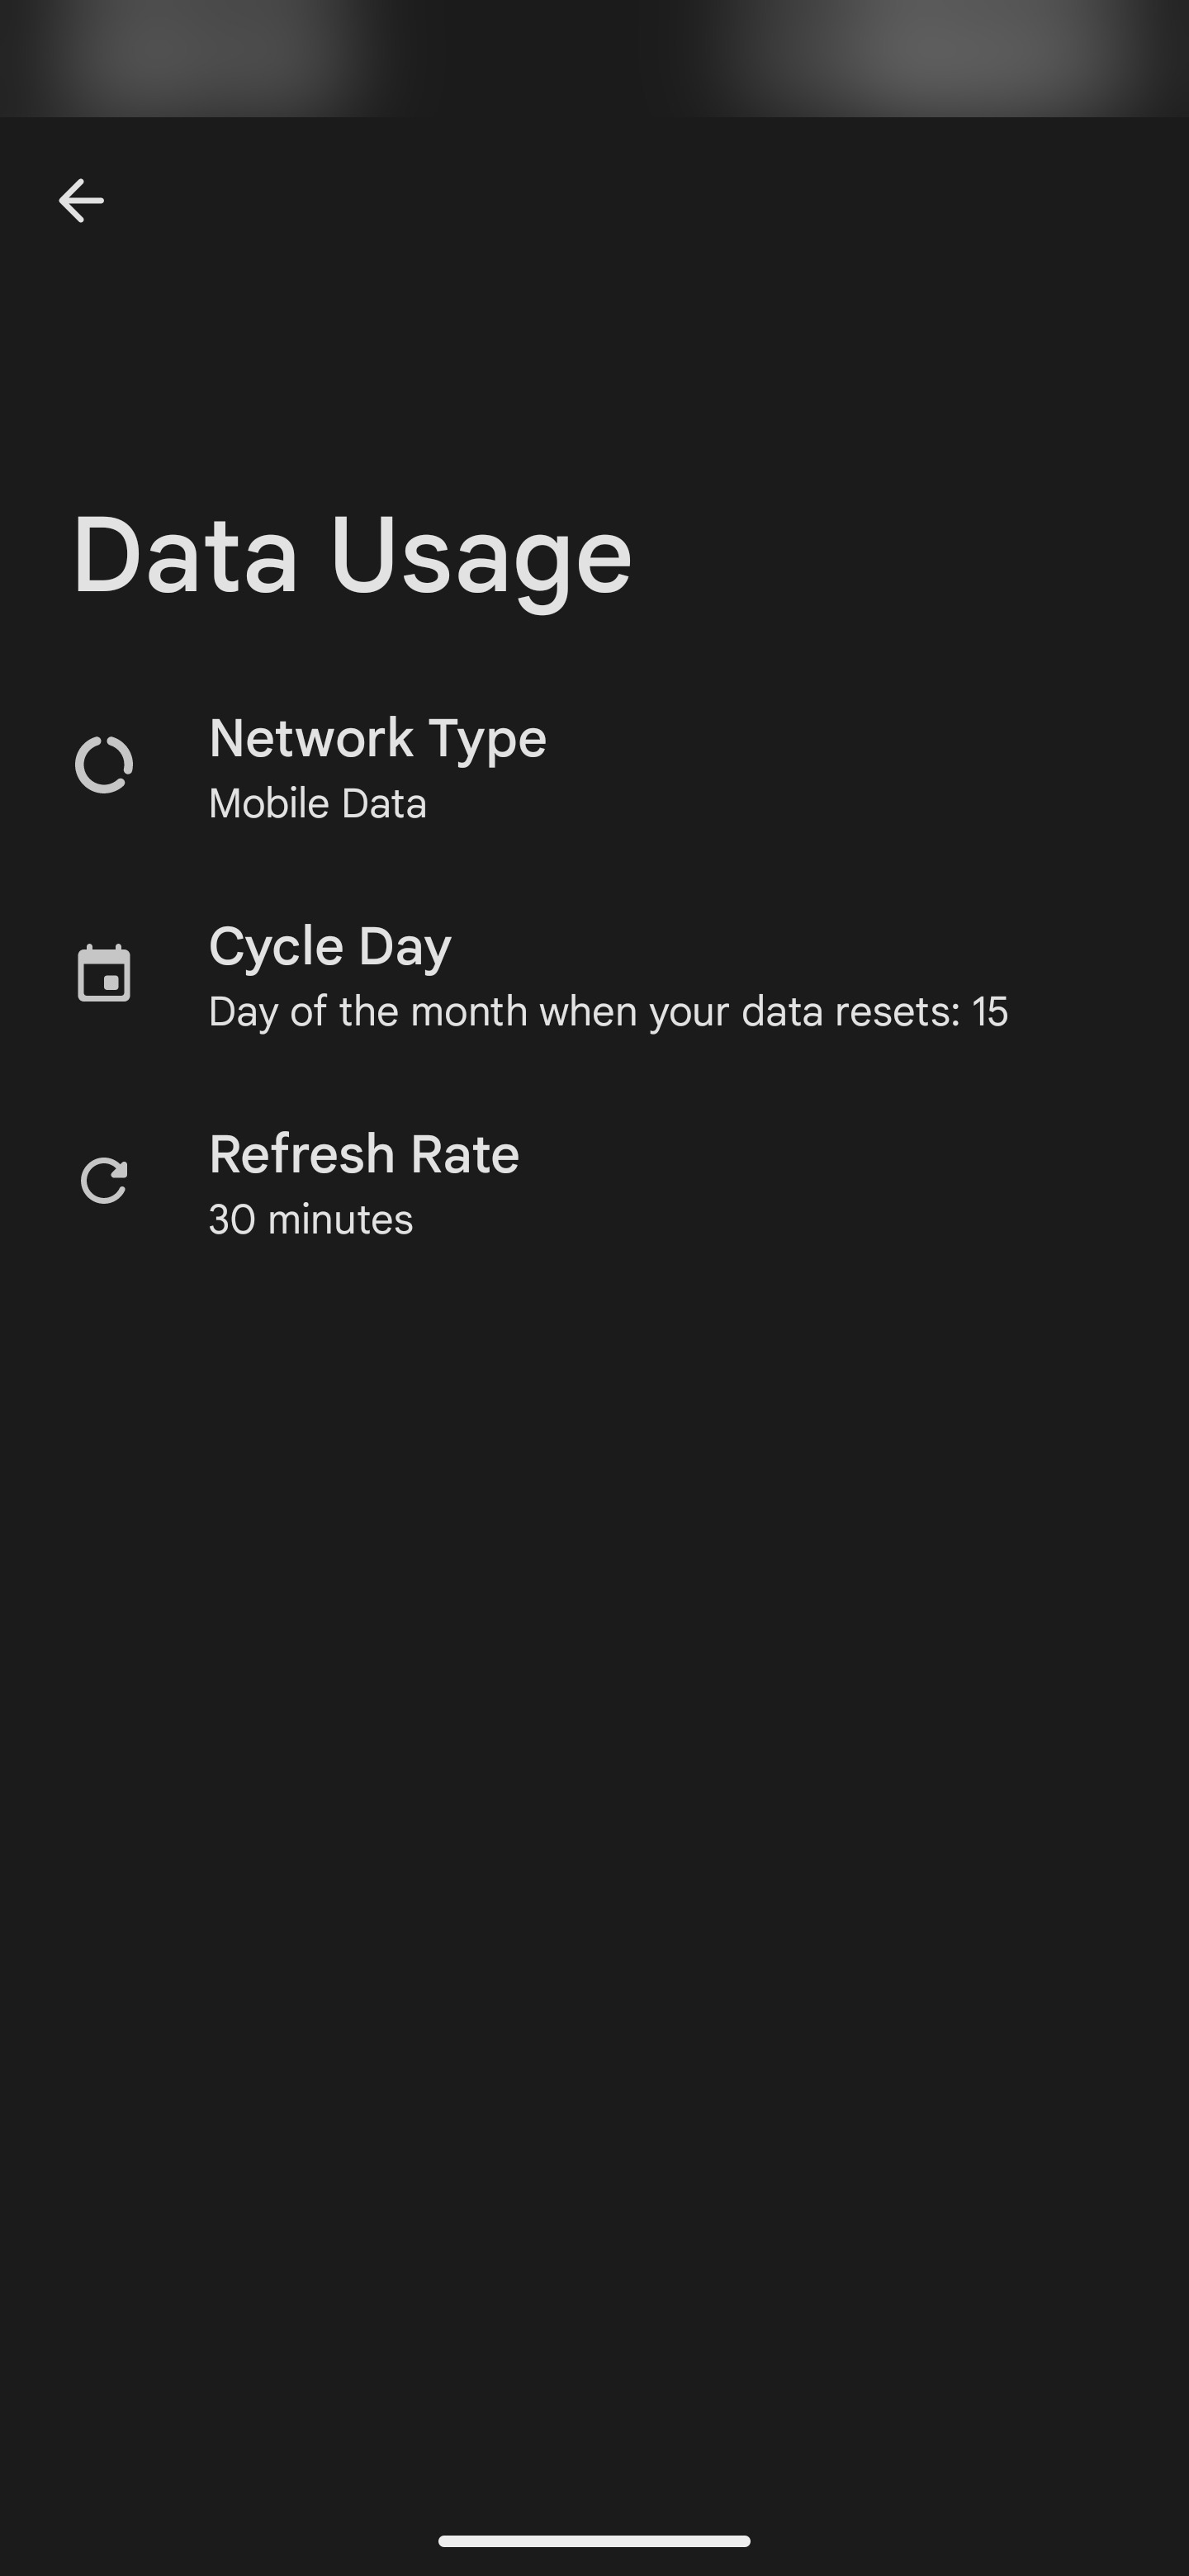 Data Usage
Network Type
Mobile Data
Cycle Day
Day of the month when your data resets: 15
Refresh Rate
30 minutes